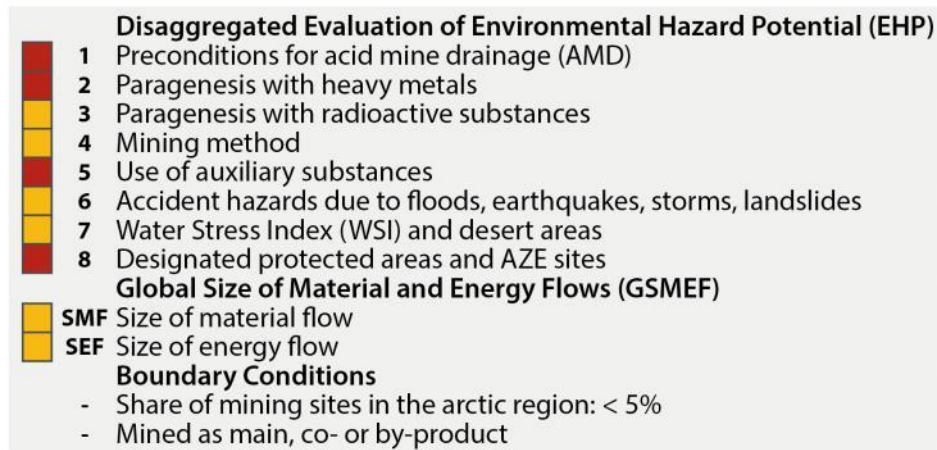 Disaggregated Evaluation of Environmental Hazard Potential (EHP)
1 Preconditions for acid mine drainage (AMD)
2 Paragenesis with heavy metals
3 Paragenesis with radioactive substances
4 Mining method
5 Use of auxiliary substances
6 Accident hazards due to floods, earthquakes, storms, landslides
7 Water Stress Index (WSI) and desert areas
8 Designated protected areas and AZE sites
Global Size of Material and Energy Flows (GSMEF)
SMF Size of material flow
SEF Size of energy flow
Boundary Conditions
- Share of mining sites in the arctic region: < 5%
- Mined as main, co- or by-product